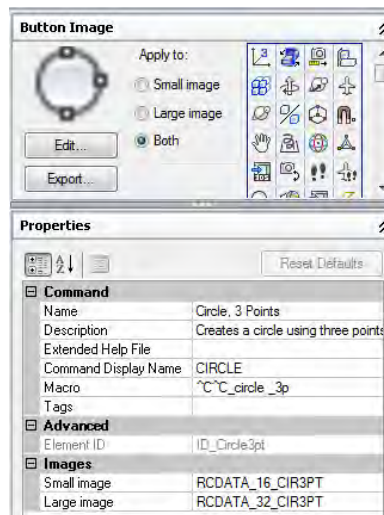 Button Image
Apply to:
Small image
Large image
Both
Edit...
Export...
Properties
Reset Defaults
Command
Name Circle, 3 Points
Description Creates a circle using three points
Extended Help File
Command Display Name CIRCLE
Macro ^C^C_circle _3p
Tags
Advanced
Element ID ID_Circle3pt
Images
Small image RCDATA_16_CIR3PT
Large image RCDATA_32_CIR3PT